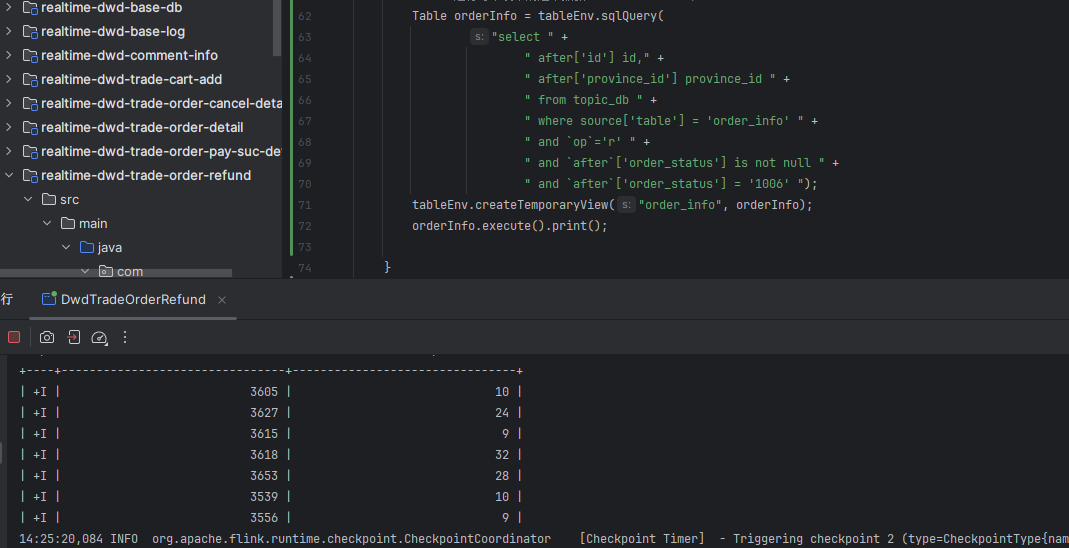 realtime-dwd-base-db
realtime-dwd-base-log
realtime-dwd-comment-info
realtime-dwd-trade-cart-add
realtime-dwd-trade-order-cancel-deta
realtime-dwd-trade-order-detail
realtime-dwd-trade-order-pay-suc-de
realtime-dwd-trade-order-refund
src
main
java
com
62 Table orderInfo = tableEnv.sqlQuery(
63 s: "select " +
64 " after['id'] id," +
65 " after['province_id'] province_id " +
66 " from topic_db " +
67 " where source['table'] = 'order_info' " +
68 " and `op`='r' " +
69 " and `after`['order_status'] is not null " +
70 " and `after`['order_status'] = '1006' ");
71 tableEnv.createTemporaryView( s: "order_info", orderInfo);
72 orderInfo.execute().print();
73
74 }
行 DwdTradeOrderRefund
+----+--------------------------------+--------------------------------+
| +I | 3605 | 10 |
| +I | 3627 | 24 |
| +I | 3615 | 9 |
| +I | 3618 | 32 |
| +I | 3653 | 28 |
| +I | 3539 | 10 |
| +I | 3556 | 9 |
14:25:20,084 INFO org.apache.flink.runtime.checkpoint.CheckpointCoordinator [Checkpoint Timer] - Triggering checkpoint 2 (type=CheckpointType{nam